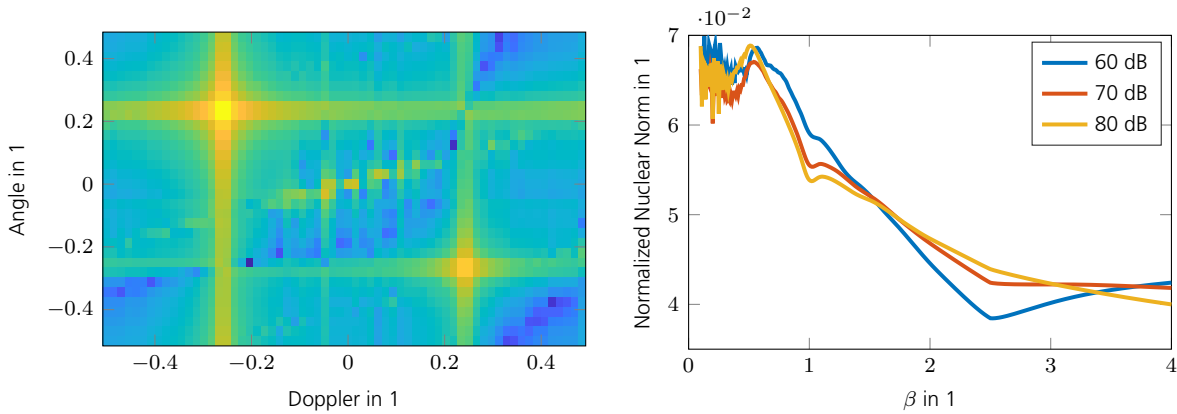 0.4
0.2
0
−0.2
−0.4
Angle in 1
−0.4
−0.2
0
0.2
0.4
Doppler in 1
·10−2
7
6
5
4
Normalized Nuclear Norm in 1
60 dB
70 dB
80 dB
0
1
2
3
4
β in 1